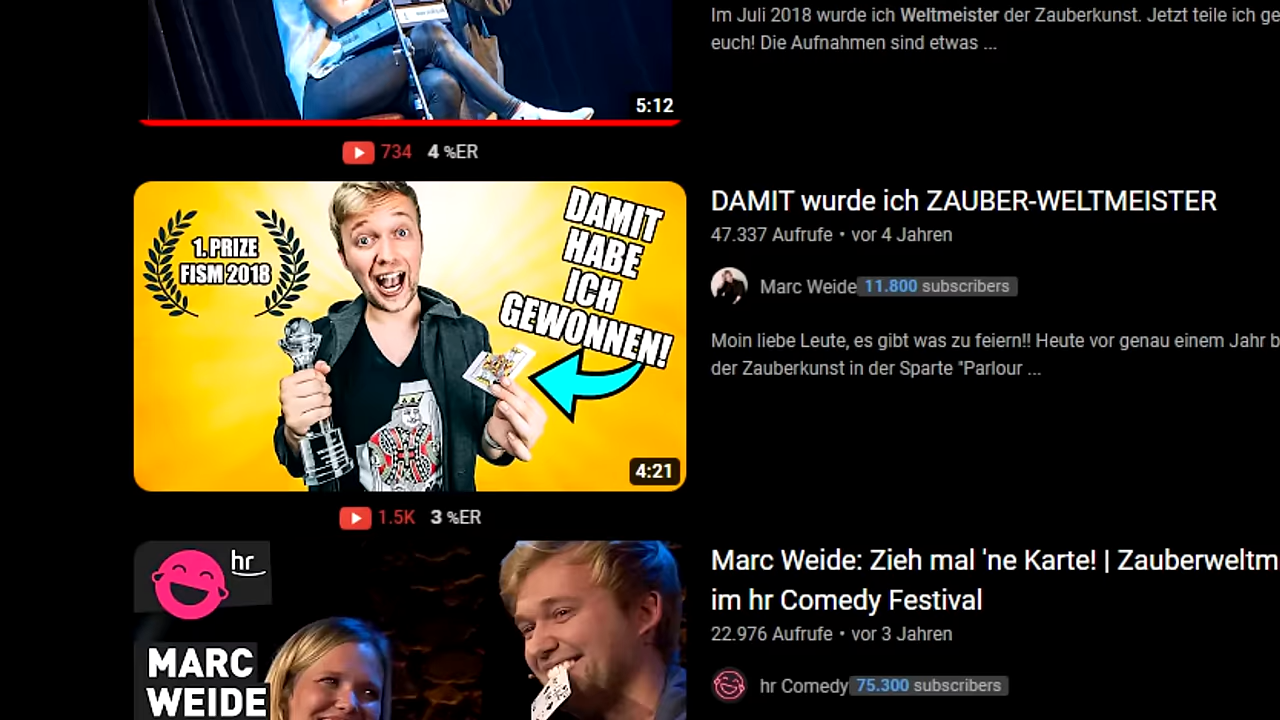 Im Juli 2018 wurde ich Weltmeister der Zauberkunst. Jetzt teile ich ge
euch! Die Aufnahmen sind etwas ...
5:12
734 4 %ER
1. PRIZE
FISM 2018
DAMIT
HABE
ICH
GEWONNEN!
4:21
DAMIT wurde ich ZAUBER-WELTMEISTER
47.337 Aufrufe • vor 4 Jahren
Marc Weide 11.800 subscribers
Moin liebe Leute, es gibt was zu feiern!! Heute vor genau einem Jahr b
der Zauberkunst in der Sparte "Parlour ...
1.5K 3 %ER
hr
MARC
WEIDE
Marc Weide: Zieh mal 'ne Karte! | Zauberweltm
im hr Comedy Festival
22.976 Aufrufe • vor 3 Jahren
hr Comedy 75.300 subscribers